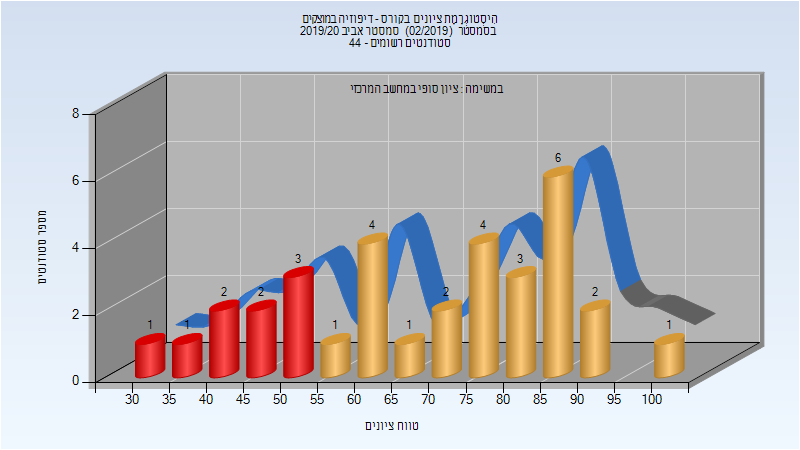 היסטוגרמת ציונים בקורס - דיפוזיה במוצקים
בסמסטר (02/2019) סמסטר אביב 2019/20
סטודנטים רשומים - 44
במשימה : ציון סופי במחשב המרכזי
מספר סטודנטים
8
6
4
2
0
1
1
2
2
3
1
4
1
2
4
3
6
2
1
30 35 40 45 50 55 60 65 70 75 80 85 90 95 100
טווח ציונים